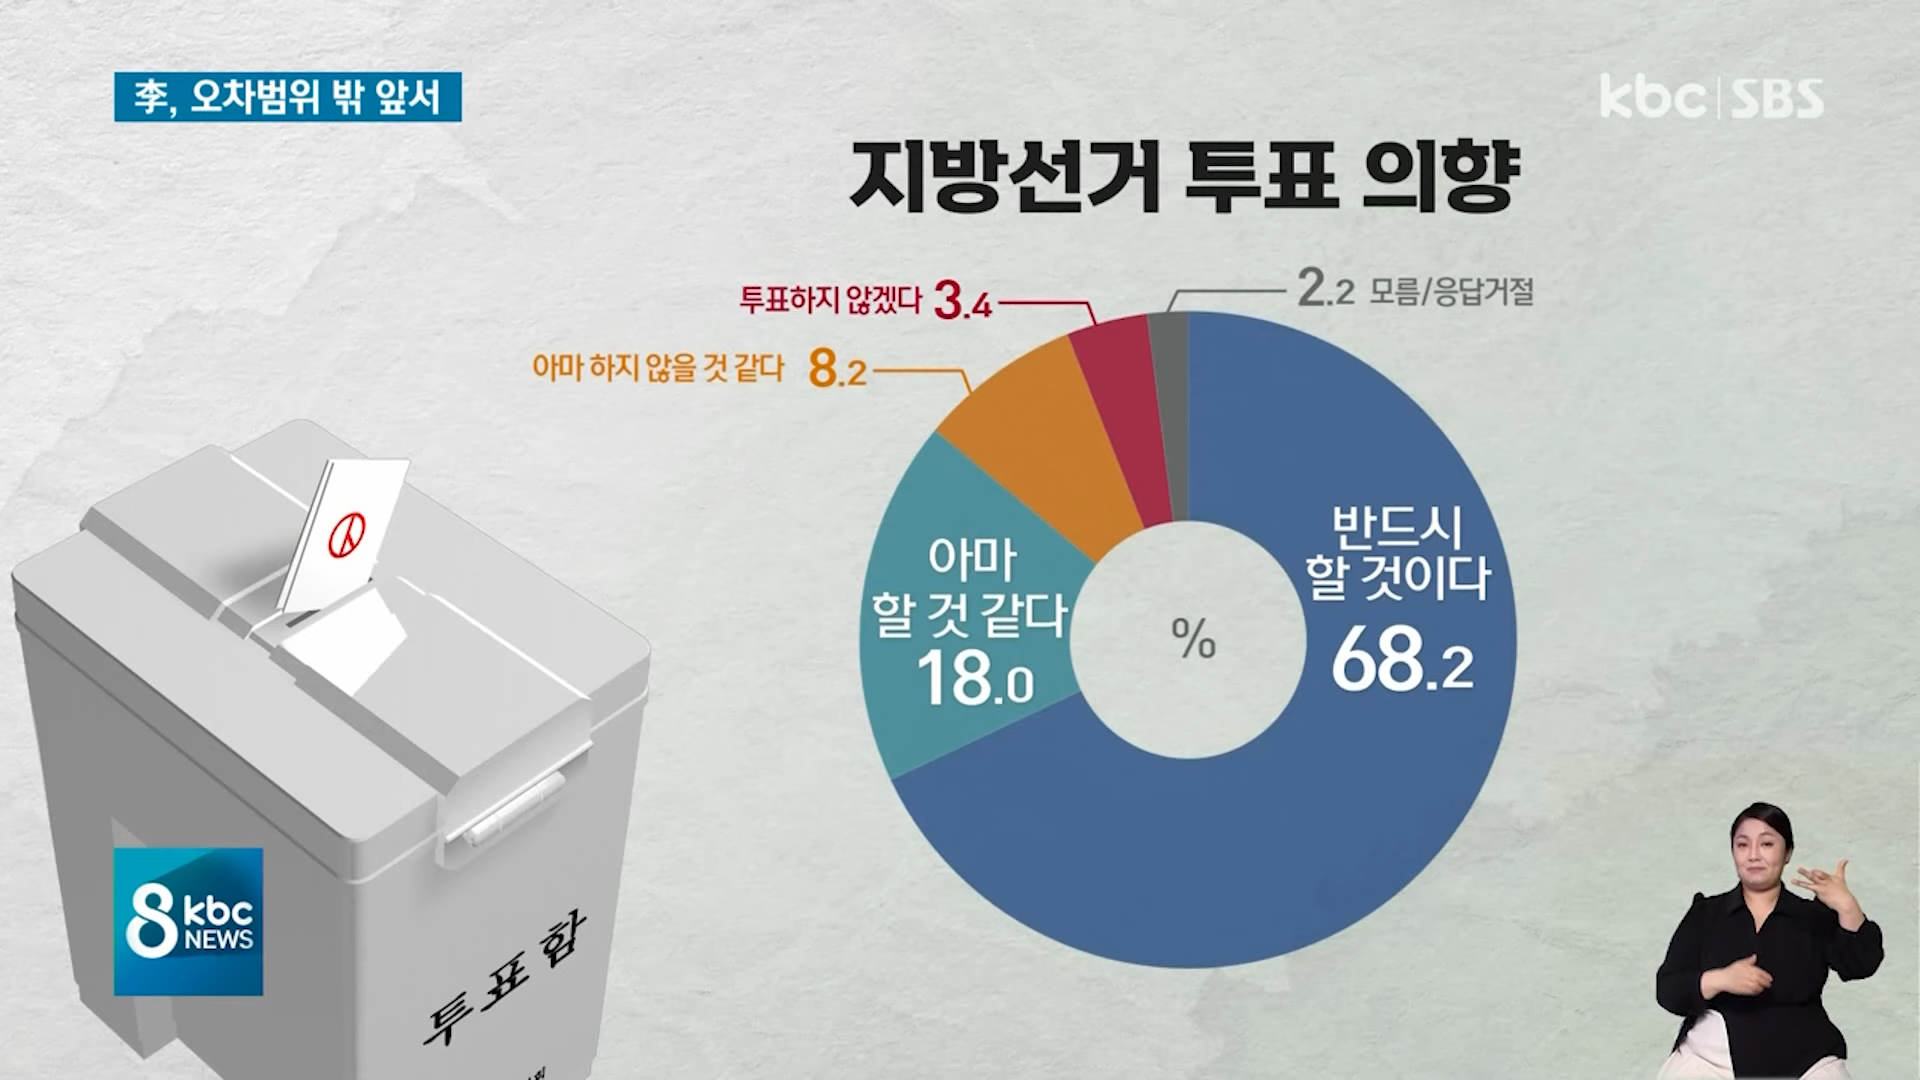 李, 오차범위 밖 앞서
kbc SBS
지방선거 투표 의향
투표하지 않겠다 3.4
2.2 모름/응답거절
아마 하지 않을 것 같다 8.2
반드시
할 것이다
68.2
아마
할 것 같다
18.0
%
8 kbc
NEWS
투표함